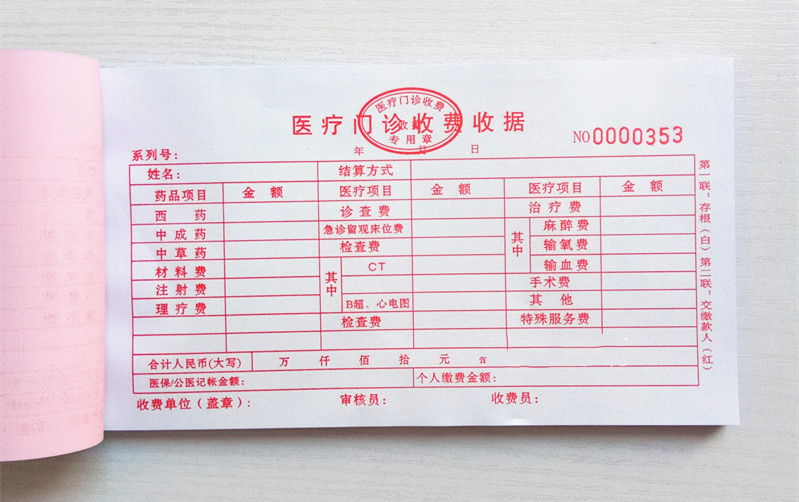 医疗门诊收费收据
医疗门诊收费
收据
专用章
NO 0000353
系列号： 年 月 日
姓名： 结算方式
药品项目 金 额 医疗项目 金 额 医疗项目 金 额
西 药 诊查费 治疗费
中成药 急诊留观床位费 其中 麻醉费
中草药 检查费 输氧费
材料费 其中 CT 输血费
注射费 手术费
理疗费 B超、心电图 其 他
检查费 特殊服务费
合计人民币(大写) 万 仟 佰 拾 元
医保/公医记帐金额： 个人缴费金额：
收费单位（盖章）： 审核员： 收费员：
第一联：存根（白）第二联：交缴款人（红）